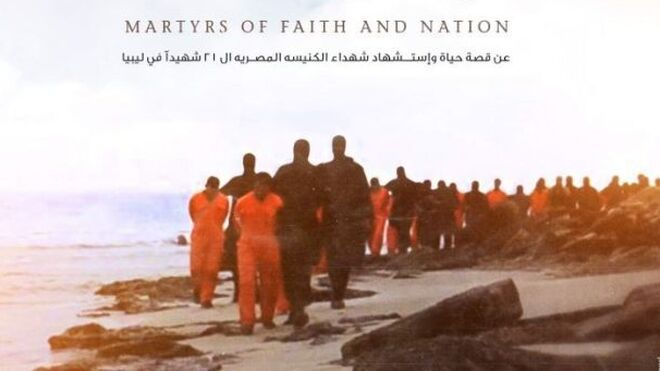 MARTYRS OF FAITH AND NATION
عن قصة حياة وإستشهاد شهداء الكنيسه المصريه ال ٢١ شهيداً في ليبيا